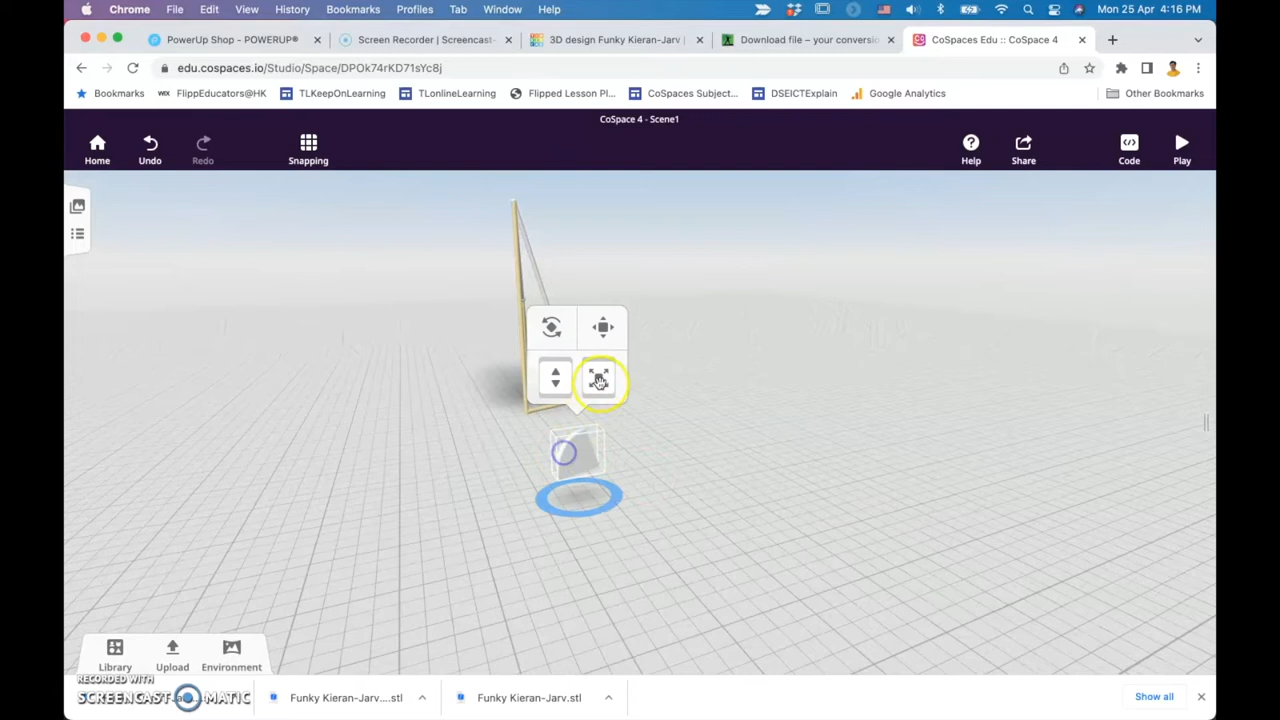 Chrome File Edit View History Bookmarks Profiles Tab Window Help Mon 25 Apr 4:16 PM
PowerUp Shop - POWERUP® Screen Recorder | Screencast- 3D design Funky Kieran-Jarv | Download file – your conversi CoSpaces Edu :: CoSpace 4
edu.cospaces.io/Studio/Space/DPOk74rKD71sYc8j
Bookmarks WIX FlippEducators@HK TLKeepOnLearning TLonlineLearning Flipped Lesson Pl... CoSpaces Subject... DSEICTExplain Google Analytics Other Bookmarks
CoSpace 4 - Scene1
Home Undo Redo Snapping Help Share Code Play
Library Upload Environment
RECORDED WITH
SCREENCAST MATIC
Funky Kieran-Jarv....stl Funky Kieran-Jarv.stl Show all